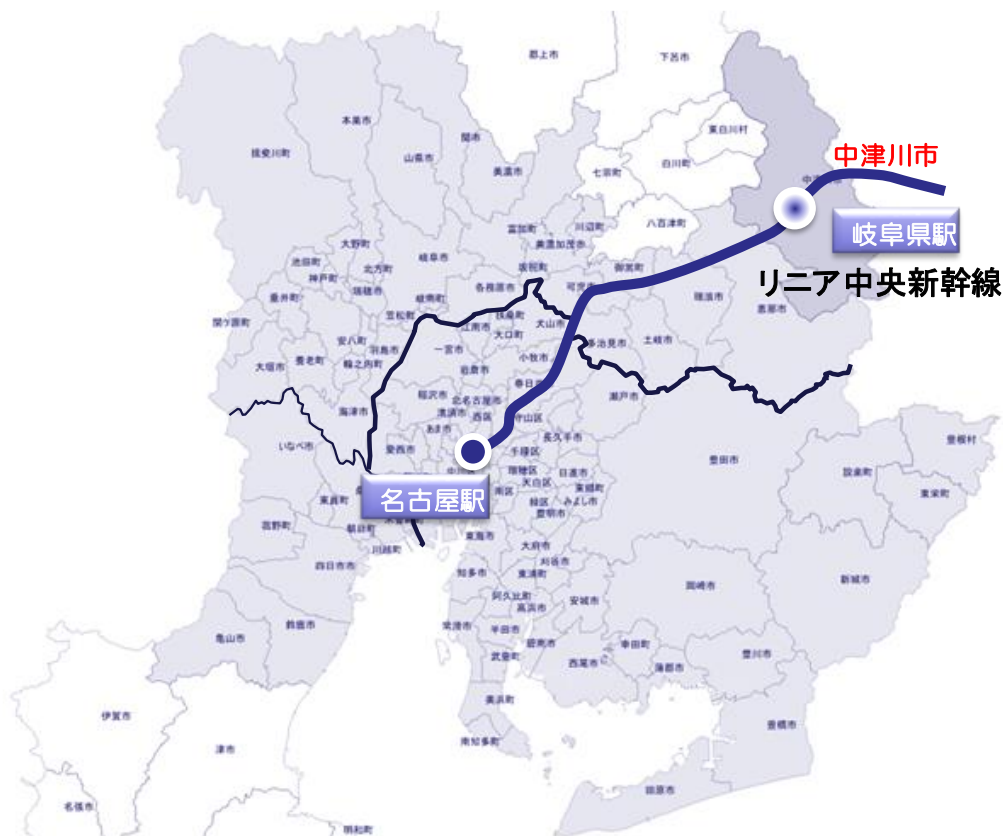 郡上市
下呂市
本巣市
関市
東白川村
揖斐川町
山県市
中津川市
白川町
美濃市
七宗町
岐阜県駅
八百津町
富加町
川辺町
大野町
美濃加茂市
リニア中央新幹線
池田町
北方町
岐阜市
坂祝町
御嵩町
神戸町
瑞穂市
各務原市
可児市
垂井町
岐南町
瑞浪市
恵那市
関ケ原町
笠松町
扶桑町
江南市
犬山市
大口町
安八町
羽島市
一宮市
多治見市
土岐市
大垣市
養老町
輪之内町
小牧市
岩倉市
春日
稲沢市
北名古屋市
瀬戸市
海津市
清須市
西区
守山区
あま市
いなべ市
愛西市
長久手市
千種区
豊田市
豊根村
瑞穂区
日進市
設楽町
天白区
名古屋駅
南区
東郷町
東栄町
東員町
緑区
みよし市
豊明市
菰野町
朝日町
東海市
川越町
大府市
刈谷市
四日市市
知多市
東浦町
新城市
岡崎市
阿久比町
安城市
高浜市
常滑市
半田市
鈴鹿市
亀山市
碧南市
幸田町
武豊町
西尾市
蒲郡市
豊川市
美浜町
伊賀市
豊橋市
南知多町
津市
田原市
名張市
明和町